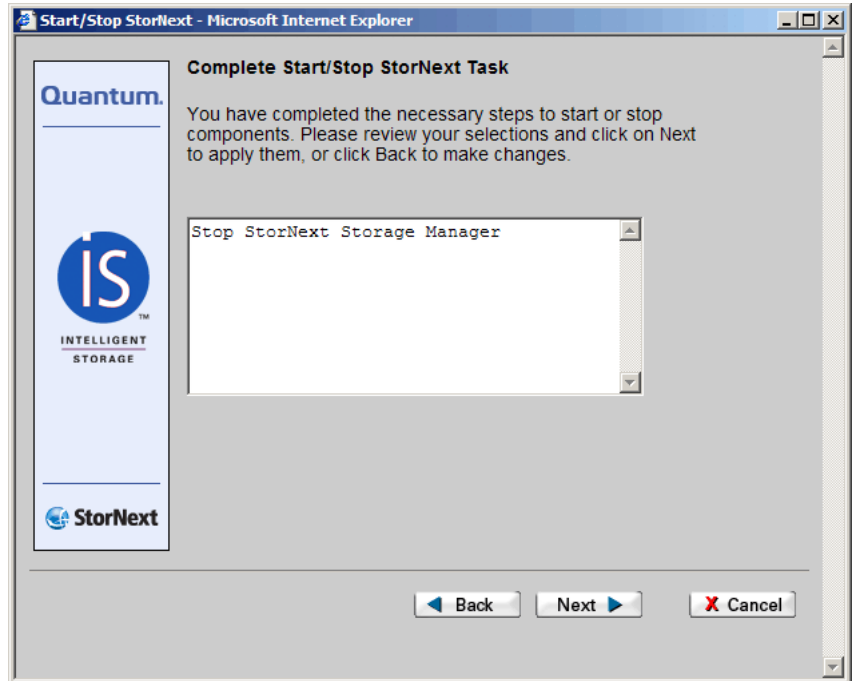 Start/Stop StorNext - Microsoft Internet Explorer
Quantum.
Complete Start/Stop StorNext Task
You have completed the necessary steps to start or stop
components. Please review your selections and click on Next
to apply them, or click Back to make changes.
Stop StorNext Storage Manager
iS
TM
INTELLIGENT
STORAGE
StorNext
Back
Next
X Cancel